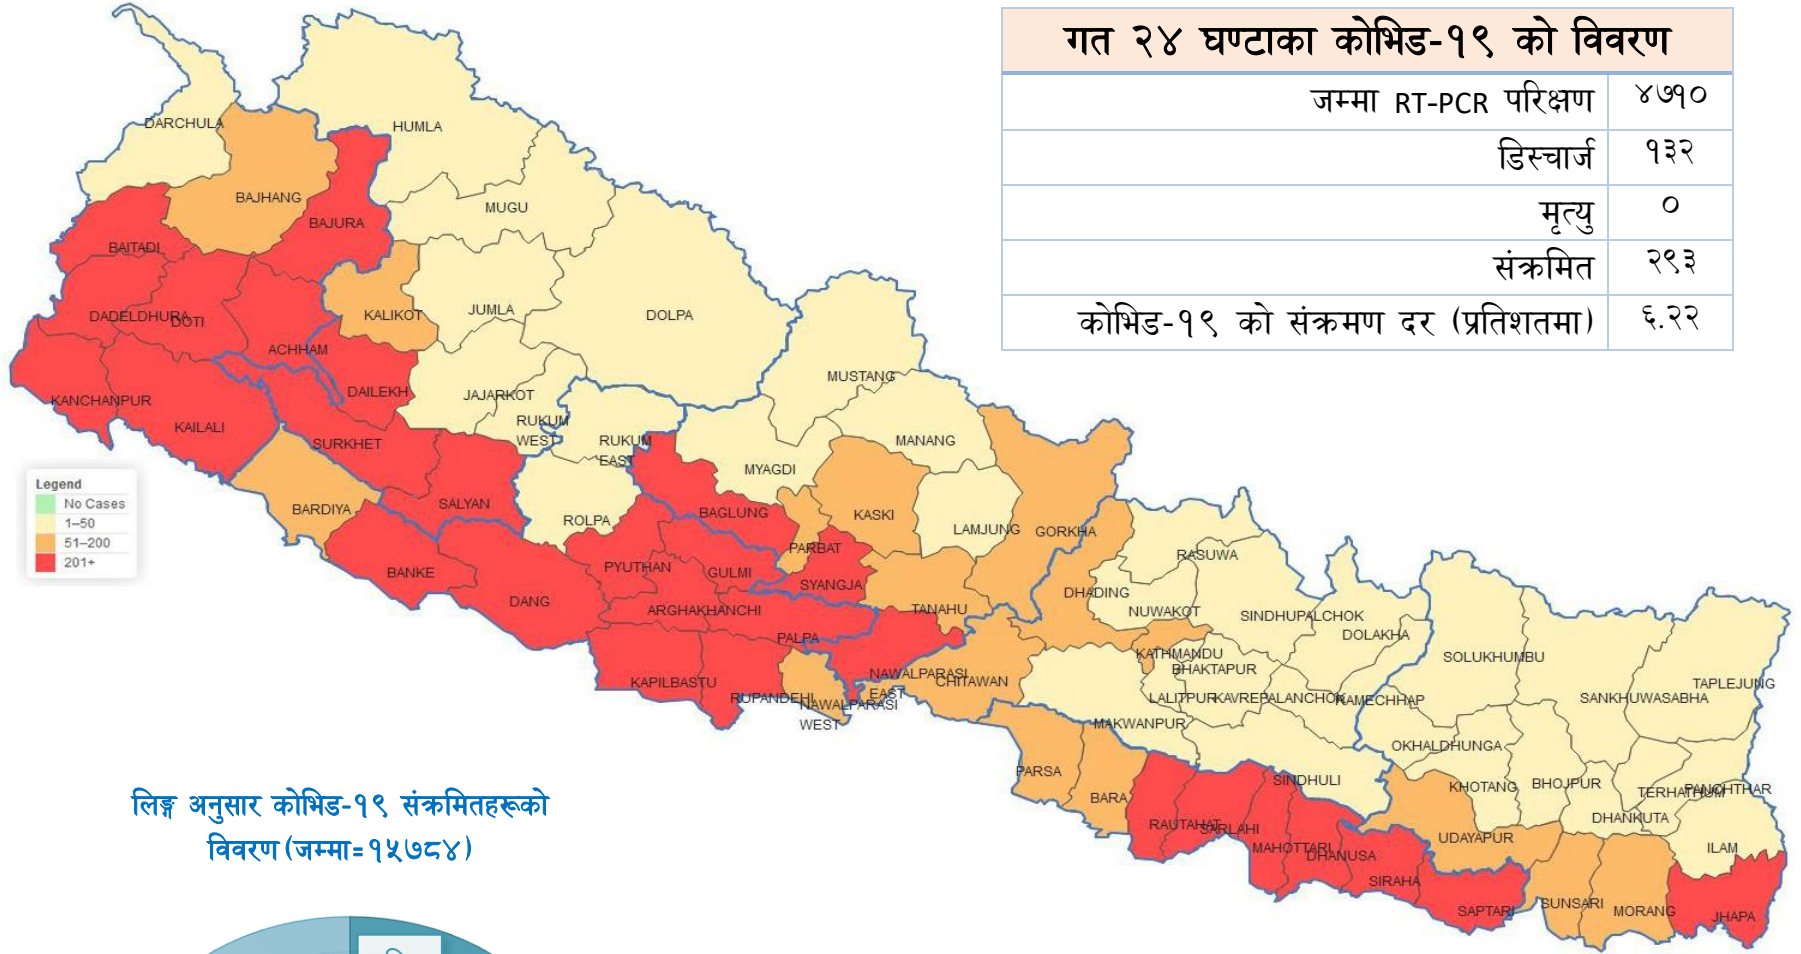 गत २४ घण्टाका कोभिड-१९ को विवरण
जम्मा RT-PCR परिक्षण ४७१०
डिस्चार्ज १३२
मृत्यु ०
संक्रमित २९३
कोभिड-१९ को संक्रमण दर (प्रतिशतमा) ६.२२
DARCHULA
HUMLA
BAJHANG
BAJURA
MUGU
BAITADI
DADELDHURA
DOTI
KALIKOT
JUMLA
DOLPA
ACHHAM
DAILEKH
JAJARKOT
MUSTANG
KANCHANPUR
KAILALI
SURKHET
RUKUM
WEST
RUKUM
EAST
MANANG
MYAGDI
BARDIYA
SALYAN
ROLPA
BAGLUNG
KASKI
LAMJUNG
GORKHA
PARBAT
RASUWA
BANKE
PYUTHAN
GULMI
SYANGJA
DHADING
DANG
ARGHAKHANCHI
TANAHU
NUWAKOT
SINDHUPALCHOK
DOLAKHA
PALPA
KATHMANDU
BHAKTAPUR
SOLUKHUMBU
KAPILBASTU
RUPANDEHI
NAWALPARASI
EAST
CHITAWAN
NAWALPARASI
WEST
LALITPUR
KAVREPALANCHOK
RAMECHHAP
SANKHUWASABHA
TAPLEJUNG
MAKWANPUR
OKHALDHUNGA
PARSA
BARA
SINDHULI
KHOTANG
BHOJPUR
TERHATHUM
PANCHTHAR
RAUTAHAT
SARLAHI
MAHOTTARI
DHANUSA
UDAYAPUR
DHANKUTA
ILAM
SIRAHA
SAPTARI
SUNSARI
MORANG
JHAPA
Legend
No Cases
1–50
51–200
201+
लिङ्ग अनुसार कोभिड-१९ संक्रमितहरूको
विवरण (जम्मा=१५७८४)